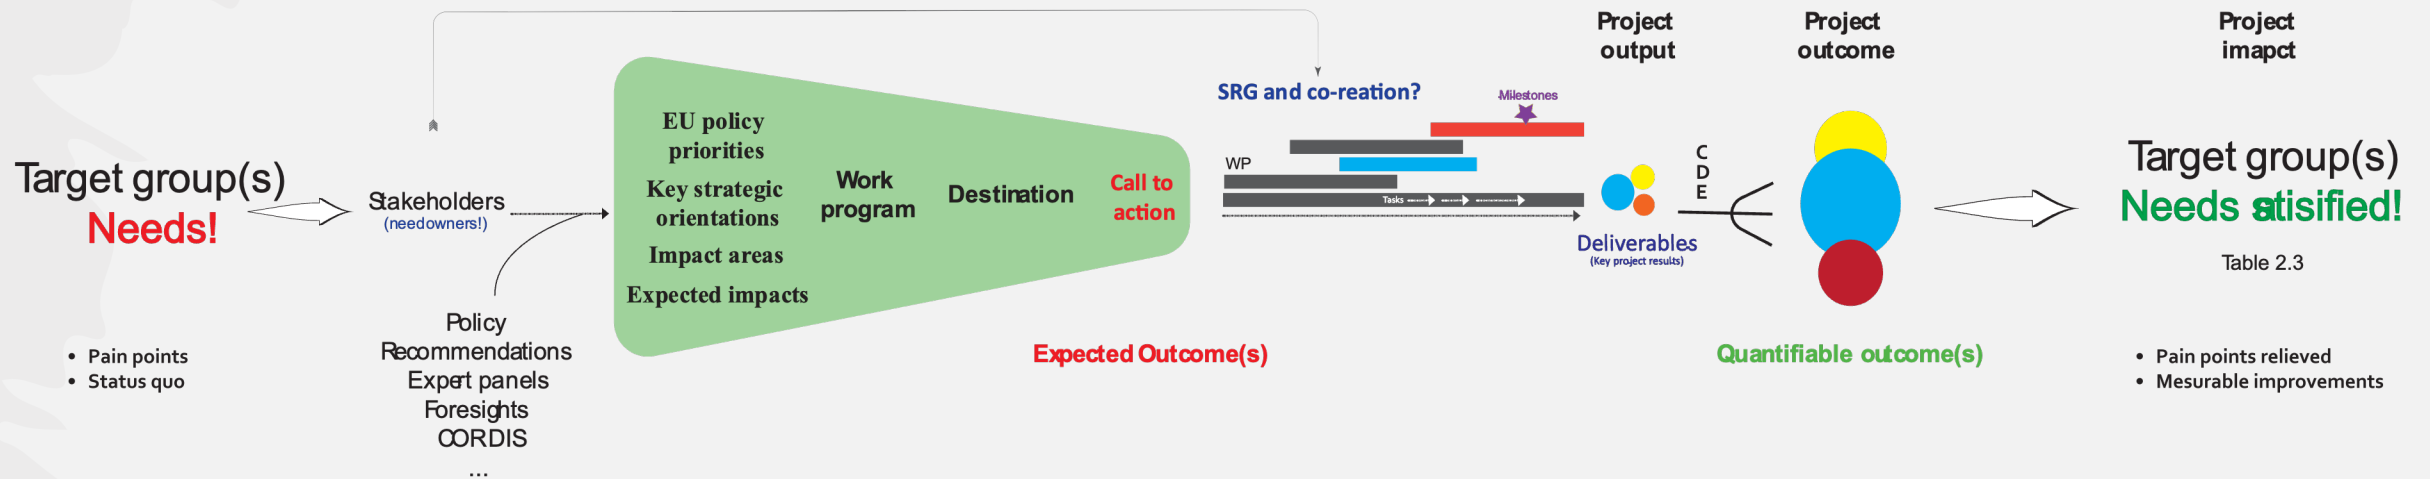 Target group(s)
Needs!
• Pain points
• Status quo
Stakeholders
(needowners!)
Policy
Recommendations
Expert panels
Foresights
CORDIS
...
EU policy
priorities
Key strategic
orientations
Impact areas
Expected impacts
Work
program
Destination
Call to
action
Expected Outcome(s)
SRG and co-reation?
Milestones
WP
Tasks
Project
output
Deliverables
(Key project results)
C
D
E
Project
outcome
Quantifiable outcome(s)
Project
imapct
Target group(s)
Needs satisified!
Table 2.3
• Pain points relieved
• Mesurable improvements